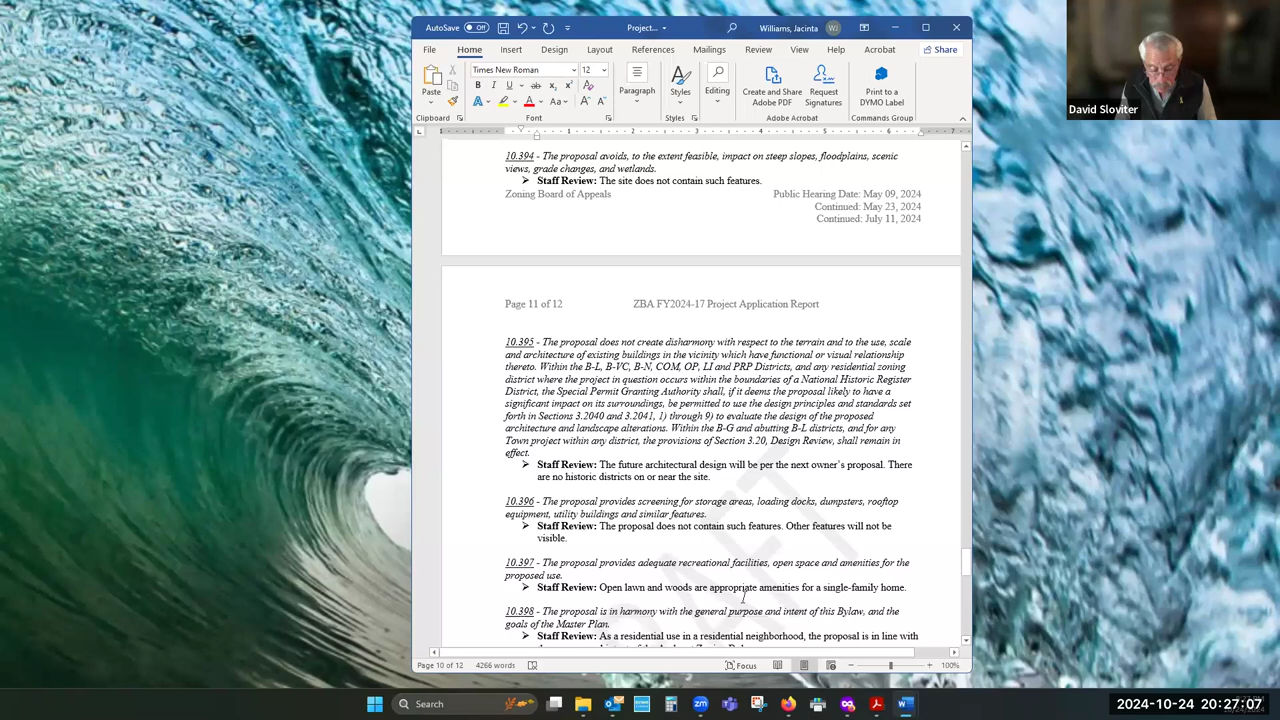 AutoSave Off
Project...
Williams, Jacinta WJ
File Home Insert Design Layout References Mailings Review View Help Acrobat Share
Times New Roman 12
Paste
Paragraph
Styles
Editing
Create and Share Adobe PDF
Request Signatures
Print to a DYMO Label
Clipboard Font Styles Adobe Acrobat Commands Group
David Sloviter
10.394 - The proposal avoids, to the extent feasible, impact on steep slopes, floodplains, scenic
views, grade changes, and wetlands.
➢ Staff Review: The site does not contain such features.
Zoning Board of Appeals Public Hearing Date: May 09, 2024
Continued: May 23, 2024
Continued: July 11, 2024
Page 11 of 12 ZBA FY2024-17 Project Application Report
10.395 - The proposal does not create disharmony with respect to the terrain and to the use, scale
and architecture of existing buildings in the vicinity which have functional or visual relationship
thereto. Within the B-L, B-VC, B-N, COM, OP, LI and PRP Districts, and any residential zoning
district where the project in question occurs within the boundaries of a National Historic Register
District, the Special Permit Granting Authority shall, if it deems the proposal likely to have a
significant impact on its surroundings, be permitted to use the design principles and standards set
forth in Sections 3.2040 and 3.2041, 1) through 9) to evaluate the design of the proposed
architecture and landscape alterations. Within the B-G and abutting B-L districts, and for any
Town project within any district, the provisions of Section 3.20, Design Review, shall remain in
effect.
➢ Staff Review: The future architectural design will be per the next owner's proposal. There
are no historic districts on or near the site.
10.396 - The proposal provides screening for storage areas, loading docks, dumpsters, rooftop
equipment, utility buildings and similar features.
➢ Staff Review: The proposal does not contain such features. Other features will not be
visible.
10.397 - The proposal provides adequate recreational facilities, open space and amenities for the
proposed use.
➢ Staff Review: Open lawn and woods are appropriate amenities for a single-family home.
10.398 - The proposal is in harmony with the general purpose and intent of this Bylaw, and the
goals of the Master Plan.
➢ Staff Review: As a residential use in a residential neighborhood, the proposal is in line with
Page 10 of 12 4266 words Focus 100%
Search
2024-10-24 20:27:07